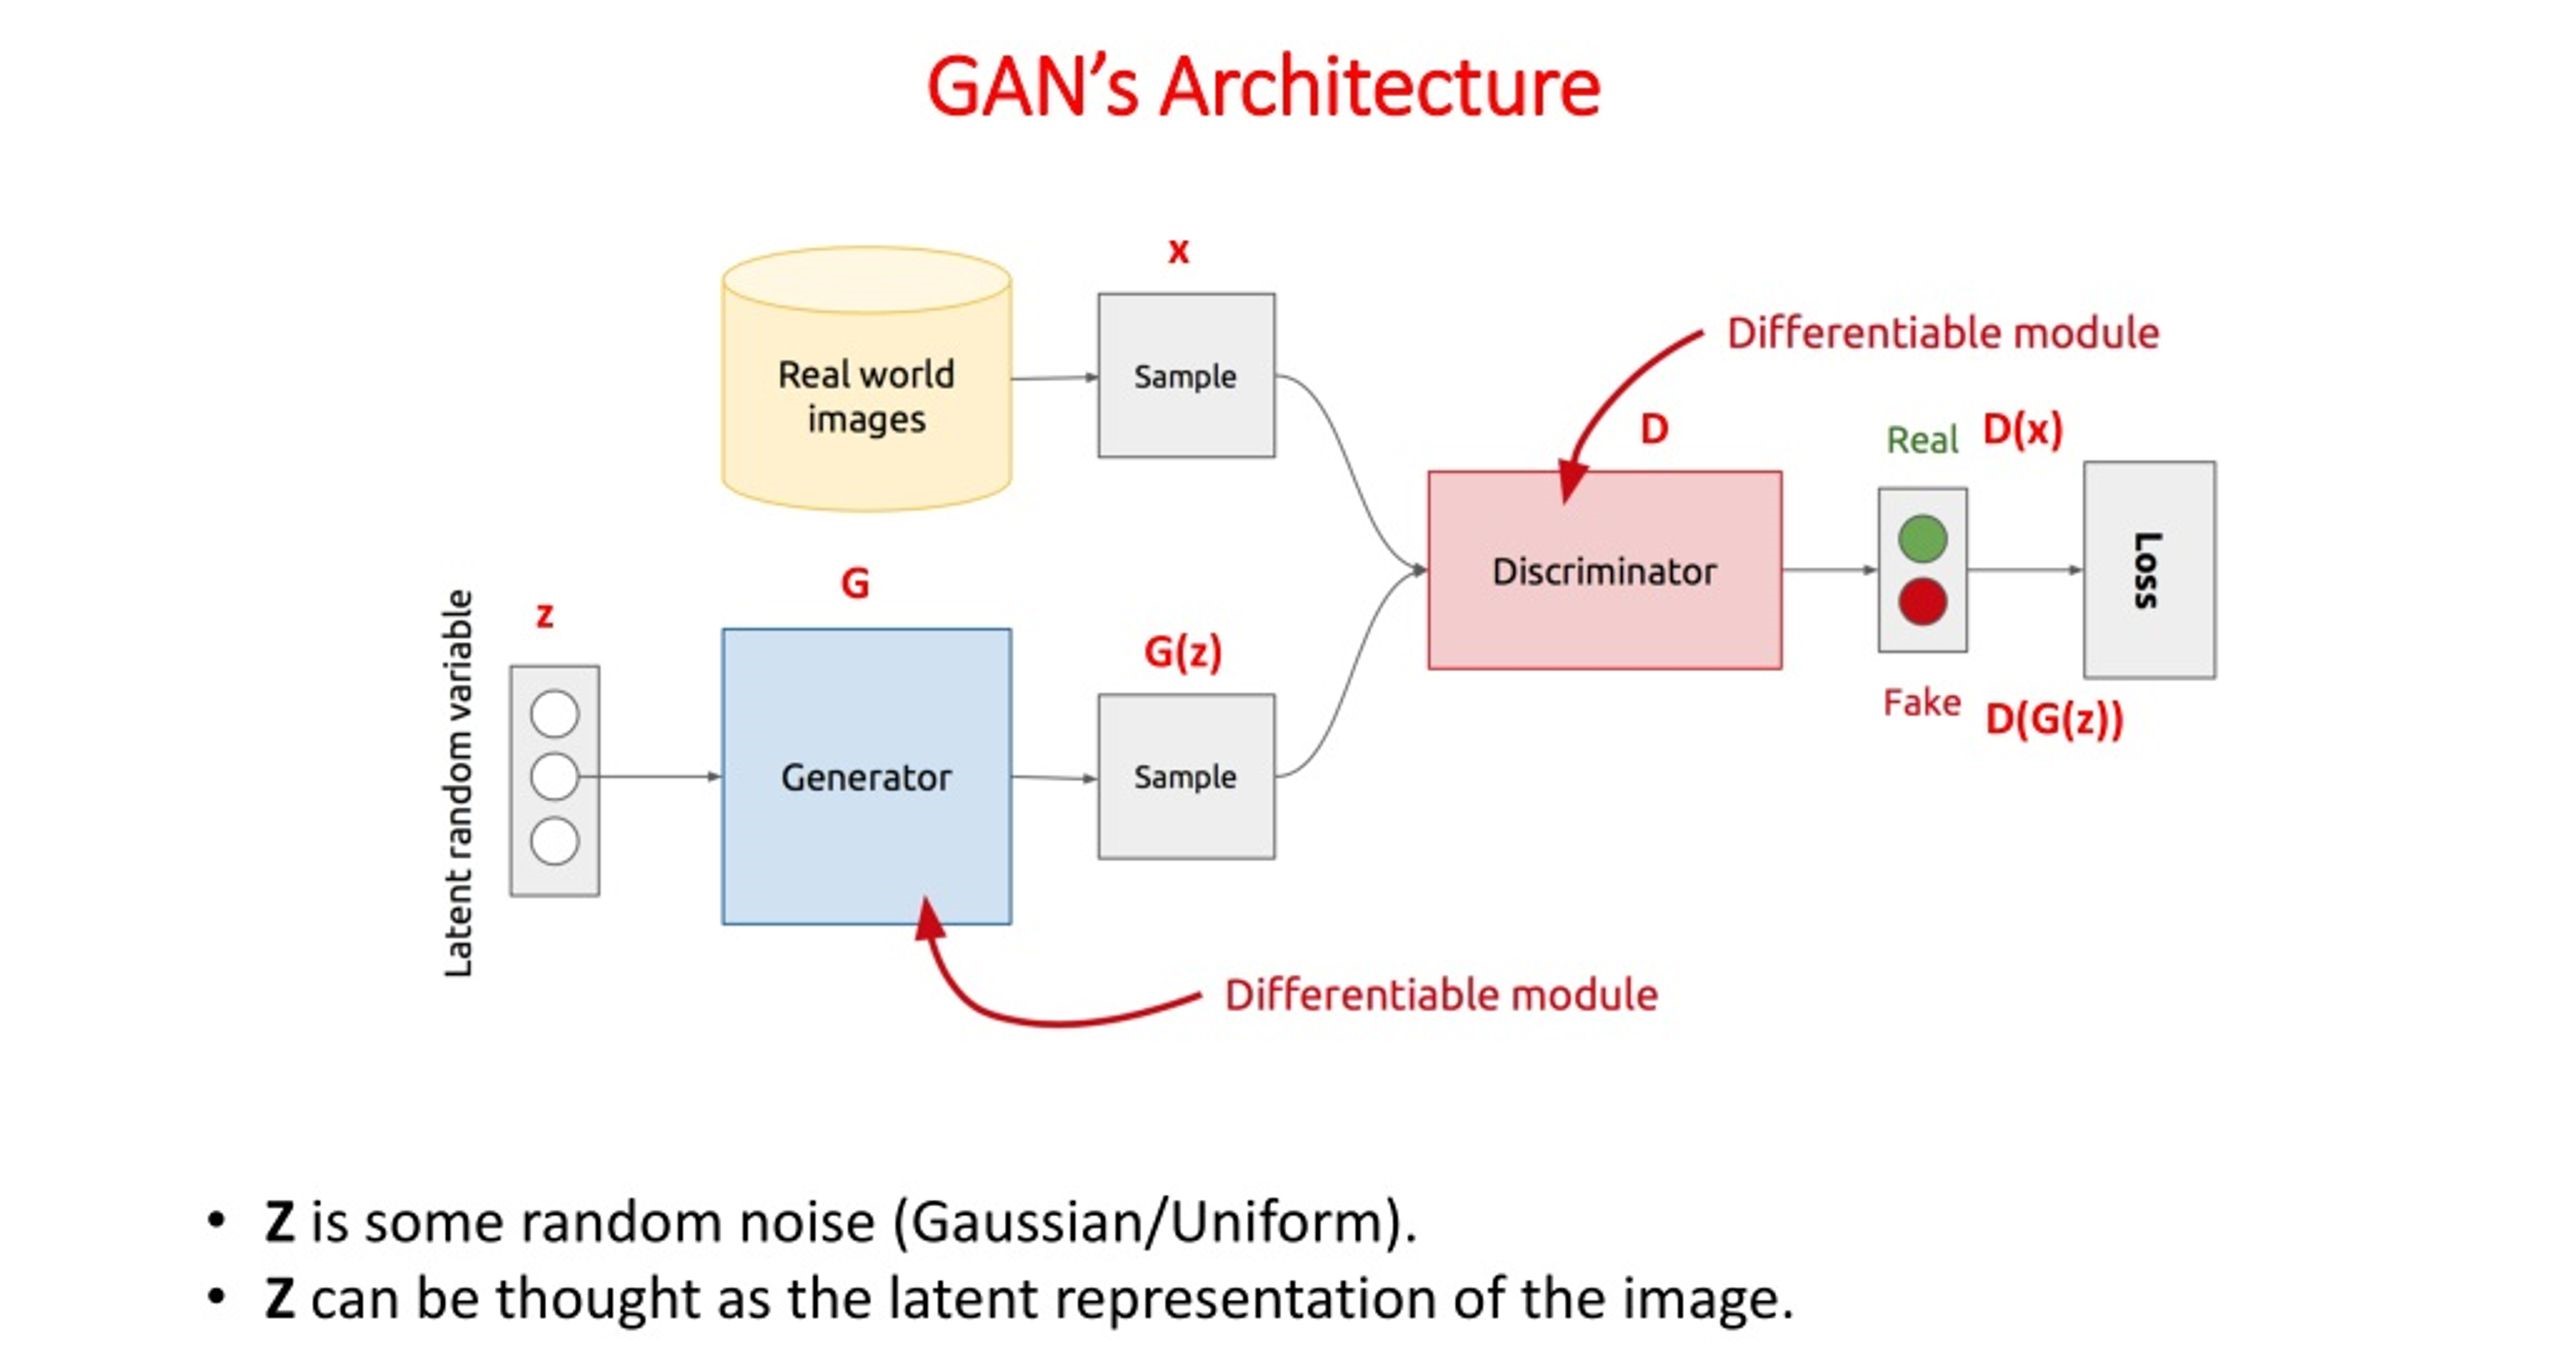 GAN’s Architecture
x
Real world
images
Sample
Differentiable module
D
Real
D(x)
Discriminator
Loss
Fake
D(G(z))
Latent random variable
z
G
Generator
G(z)
Sample
Differentiable module
• Z is some random noise (Gaussian/Uniform).
• Z can be thought as the latent representation of the image.